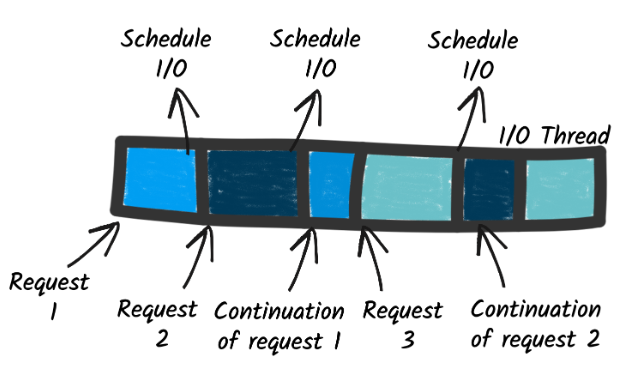 Schedule
I/O
Schedule
I/O
Schedule
I/O
I/O Thread
Request
1
Request
2
Continuation
of request 1
Request
3
Continuation
of request 2